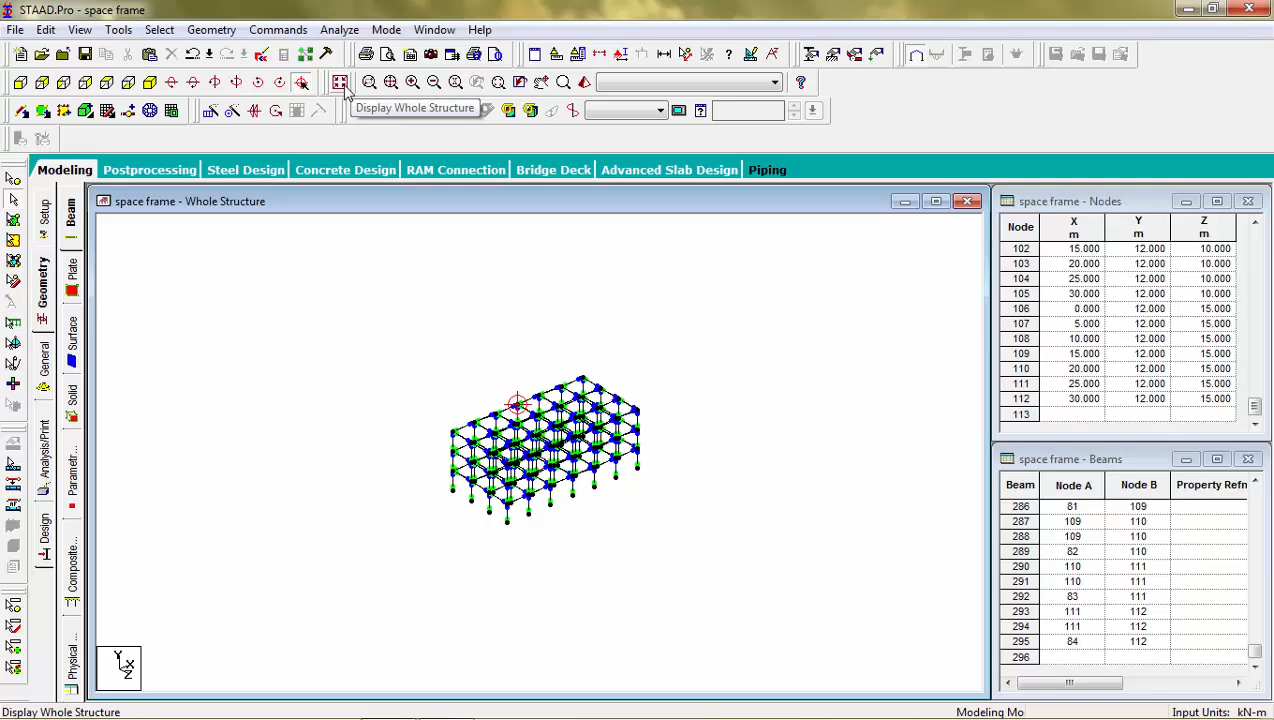 STAAD.Pro - space frame
File Edit View Tools Select Geometry Commands Analyze Mode Window Help
Display Whole Structure
Modeling Postprocessing Steel Design Concrete Design RAM Connection Bridge Deck Advanced Slab Design Piping
Setup
Geometry
General
Analysis/Print
Design
Beam
Plate
Surface
Solid
Parametr...
Composite...
Physical ...
space frame - Whole Structure
Y
X
Z
space frame - Nodes
Node X m Y m Z m
102 15.000 12.000 10.000
103 20.000 12.000 10.000
104 25.000 12.000 10.000
105 30.000 12.000 10.000
106 0.000 12.000 15.000
107 5.000 12.000 15.000
108 10.000 12.000 15.000
109 15.000 12.000 15.000
110 20.000 12.000 15.000
111 25.000 12.000 15.000
112 30.000 12.000 15.000
113
space frame - Beams
Beam Node A Node B Property Refn
286 81 109
287 109 110
288 109 110
289 82 110
290 110 111
291 110 111
292 83 111
293 111 112
294 111 112
295 84 112
296
Display Whole Structure Modeling Mo Input Units: kN-m